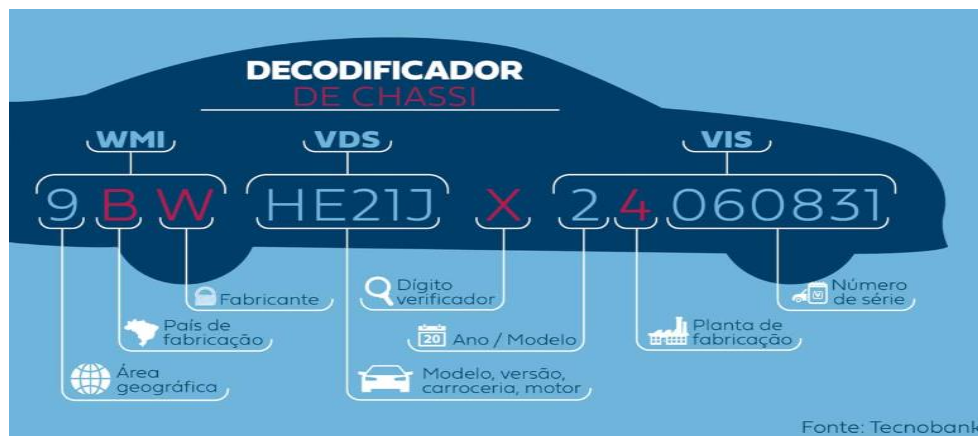 DECODIFICADOR
DE CHASSI
WMI VDS VIS
9 B W HE21J X 2 4 060831
Fabricante
Dígito
verificador
Número
de série
País de
fabricação
20
Ano / Modelo
Planta de
fabricação
Área
geográfica
Modelo, versão,
carroceria, motor
Fonte: Tecnobank